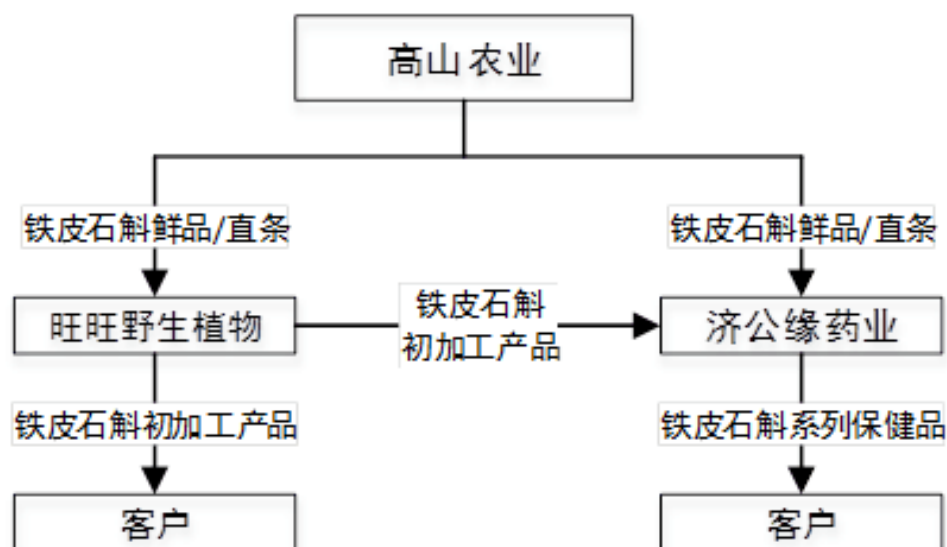 高山农业
铁皮石斛鲜品/直条
铁皮石斛鲜品/直条
旺旺野生植物
铁皮石斛
初加工产品
济公缘药业
铁皮石斛初加工产品
铁皮石斛系列保健品
客户
客户